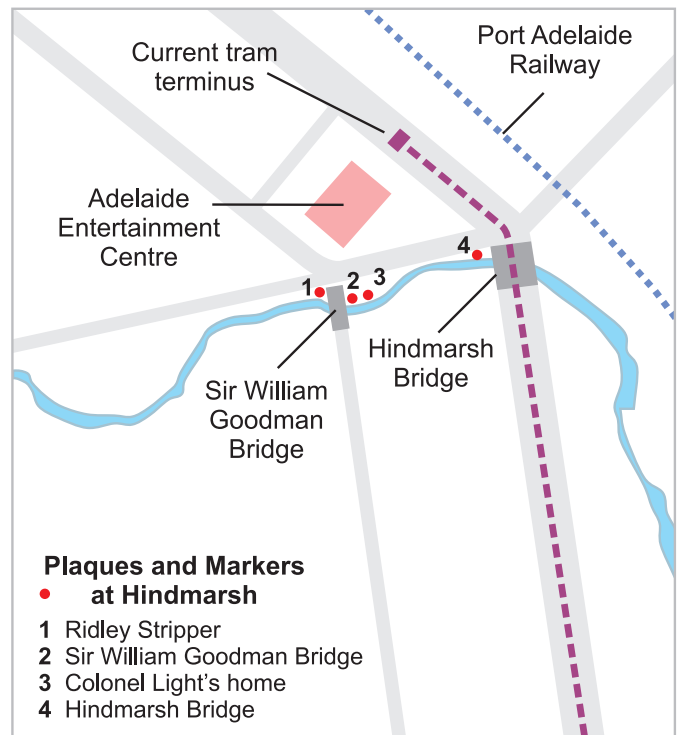 Current tram
terminus
Port Adelaide
Railway
Adelaide
Entertainment
Centre
1
2
3
4
Hindmarsh
Bridge
Sir William
Goodman
Bridge
Plaques and Markers
at Hindmarsh
1 Ridley Stripper
2 Sir William Goodman Bridge
3 Colonel Light's home
4 Hindmarsh Bridge